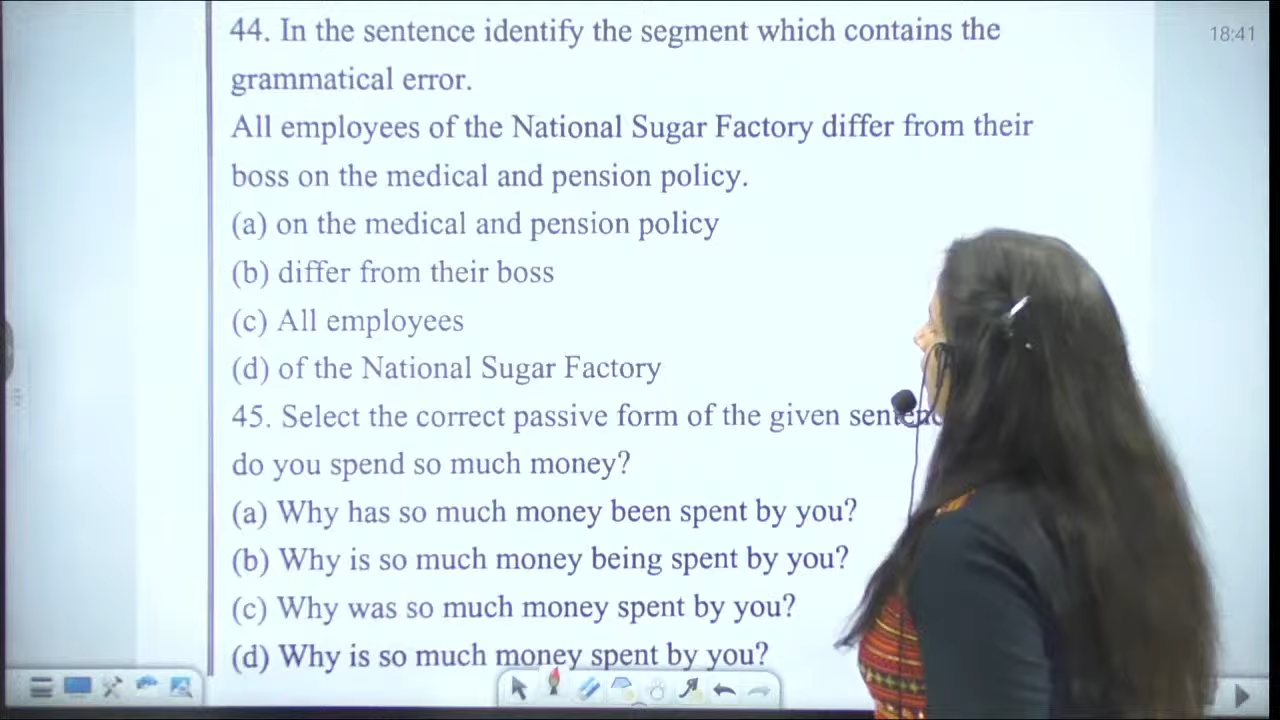 18:41
44. In the sentence identify the segment which contains the
grammatical error.
All employees of the National Sugar Factory differ from their
boss on the medical and pension policy.
(a) on the medical and pension policy
(b) differ from their boss
(c) All employees
(d) of the National Sugar Factory
45. Select the correct passive form of the given
do you spend so much money?
(a) Why has so much money been spent by you?
(b) Why is so much money being spent by you?
(c) Why was so much money spent by you?
(d) Why is so much money spent by you?